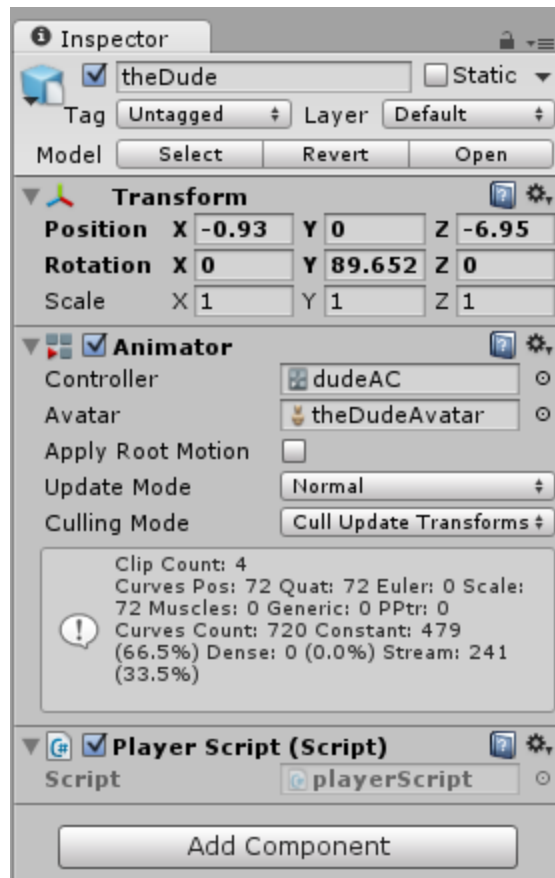 Inspector
theDude Static
Tag Untagged Layer Default
Model Select Revert Open
Transform
Position X -0.93 Y 0 Z -6.95
Rotation X 0 Y 89.652 Z 0
Scale X 1 Y 1 Z 1
Animator
Controller dudeAC
Avatar theDudeAvatar
Apply Root Motion
Update Mode Normal
Culling Mode Cull Update Transforms
Clip Count: 4
Curves Pos: 72 Quat: 72 Euler: 0 Scale:
72 Muscles: 0 Generic: 0 PPtr: 0
Curves Count: 720 Constant: 479
(66.5%) Dense: 0 (0.0%) Stream: 241
(33.5%)
Player Script (Script)
Script playerScript
Add Component